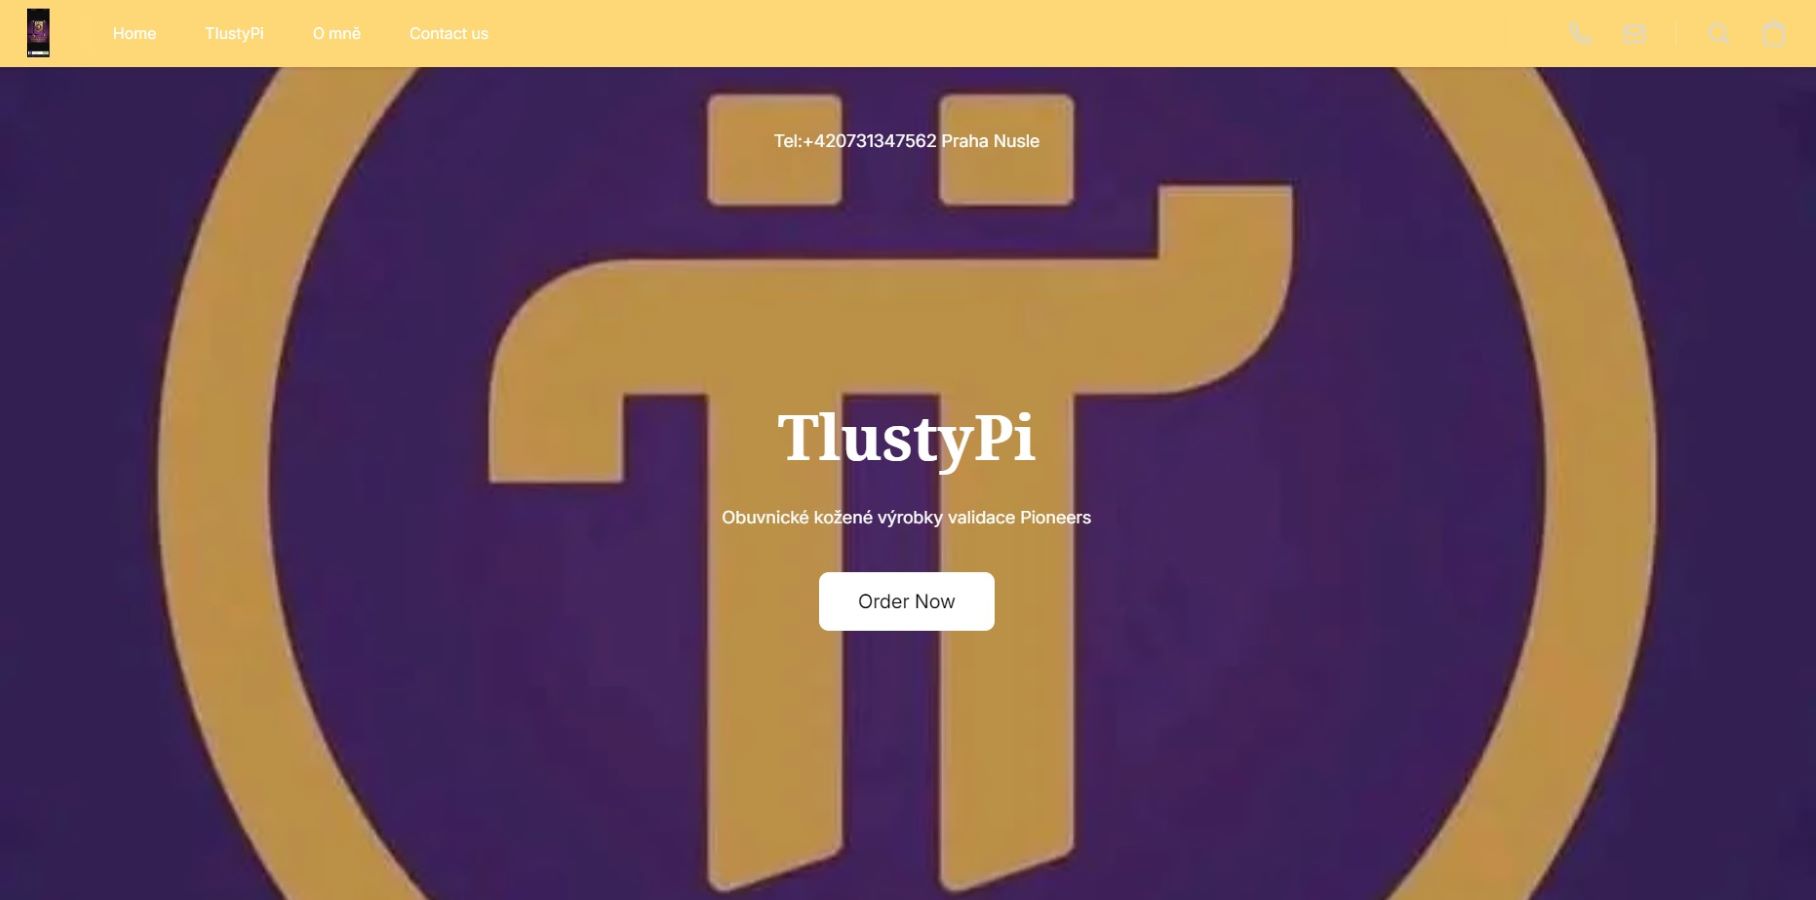 Home
TlustyPi
O mně
Contact us
Tel:+420731347562 Praha Nusle
TlustyPi
Obuvnické kožené výrobky validace Pioneers
Order Now